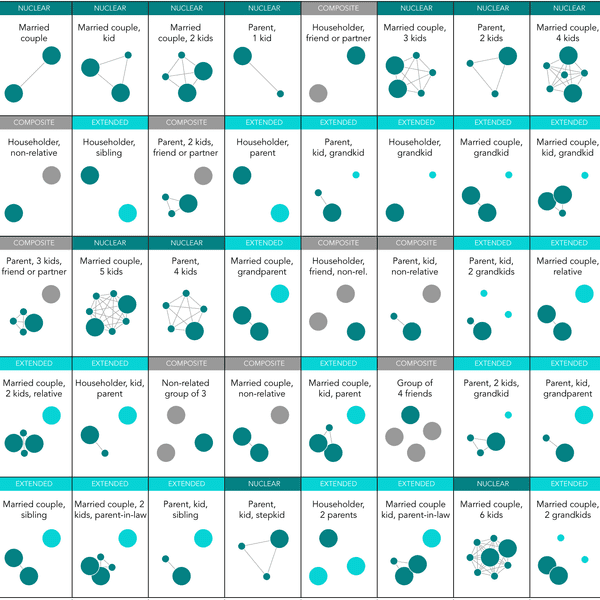 NUCLEAR NUCLEAR NUCLEAR NUCLEAR COMPOSITE NUCLEAR NUCLEAR NUCLEAR
Married
couple
Married couple,
kid
Married
couple, 2 kids
Parent,
1 kid
Householder,
friend or partner
Married couple,
3 kids
Parent,
2 kids
Married couple,
4 kids
COMPOSITE EXTENDED COMPOSITE EXTENDED EXTENDED EXTENDED EXTENDED EXTENDED
Householder,
non-relative
Householder,
sibling
Parent, 2 kids,
friend or partner
Householder,
parent
Parent,
kid, grandkid
Householder,
grandkid
Married couple,
grandkid
Married couple,
kid, grandkid
COMPOSITE NUCLEAR NUCLEAR EXTENDED COMPOSITE COMPOSITE EXTENDED EXTENDED
Parent, 3 kids,
friend or partner
Married couple,
5 kids
Parent,
4 kids
Married couple,
grandparent
Householder,
friend, non-rel.
Parent, kid,
non-relative
Parent, kid,
2 grandkids
Married couple,
relative
EXTENDED EXTENDED COMPOSITE COMPOSITE EXTENDED COMPOSITE EXTENDED EXTENDED
Married couple,
2 kids, relative
Householder, kid,
parent
Non-related
group of 3
Married couple,
non-relative
Married couple,
kid, parent
Group of
4 friends
Parent, 2 kids,
grandkid
Parent, kid,
grandparent
EXTENDED EXTENDED EXTENDED NUCLEAR EXTENDED EXTENDED NUCLEAR EXTENDED
Married couple,
sibling
Married couple, 2
kids, parent-in-law
Parent, kid,
sibling
Parent,
kid, stepkid
Householder,
2 parents
Married couple
kid, parent-in-law
Married couple,
6 kids
Married couple,
2 grandkids